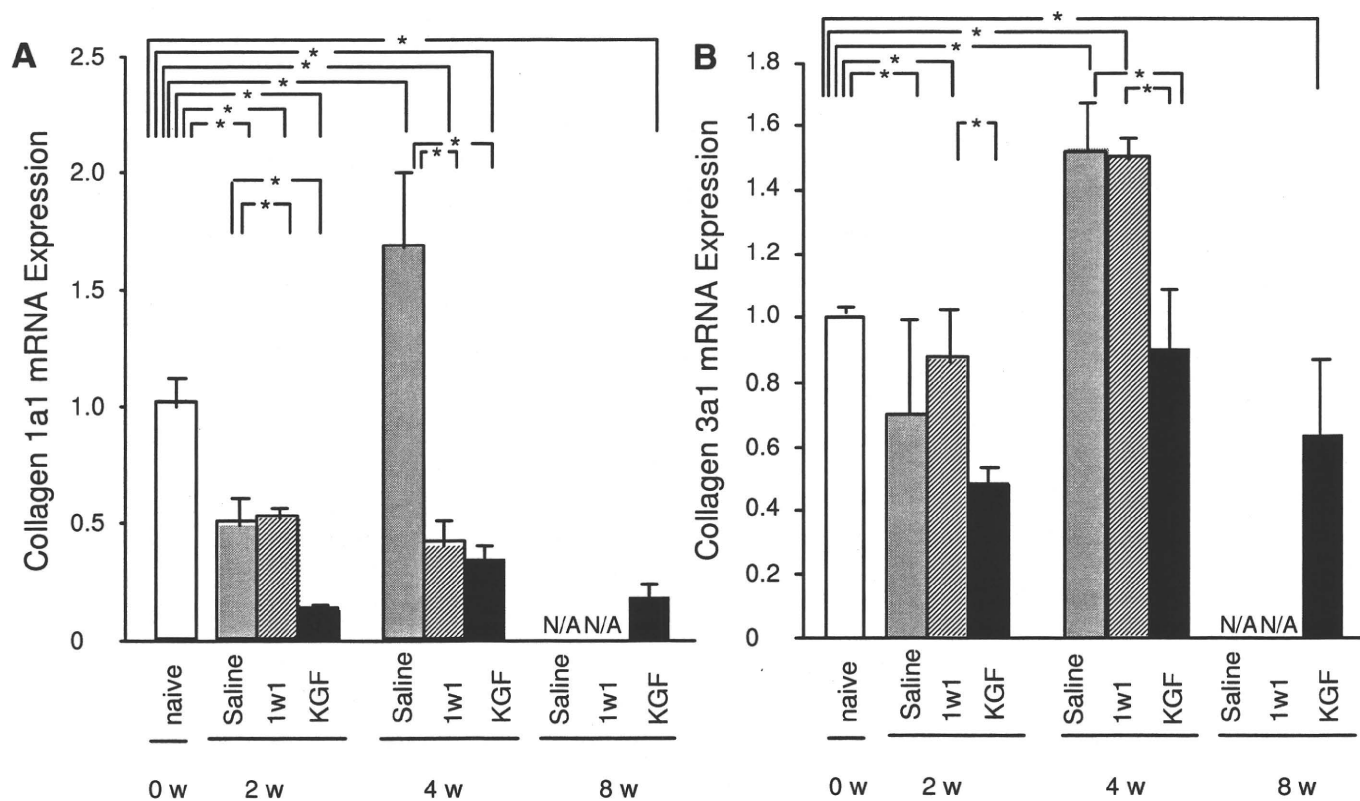 A
Collagen 1a1 mRNA Expression
2.5
2.0
1.5
1.0
0.5
0
* 
*
*
*
*
*
*
*
*
*
*
N/A N/A
naive
Saline
1w1
KGF
Saline
1w1
KGF
Saline
1w1
KGF
0 w 2 w 4 w 8 w
B
Collagen 3a1 mRNA Expression
1.8
1.6
1.4
1.2
1.0
0.8
0.6
0.4
0.2
0
*
*
*
*
*
*
*
*
N/A N/A
naive
Saline
1w1
KGF
Saline
1w1
KGF
Saline
1w1
KGF
0 w 2 w 4 w 8 w